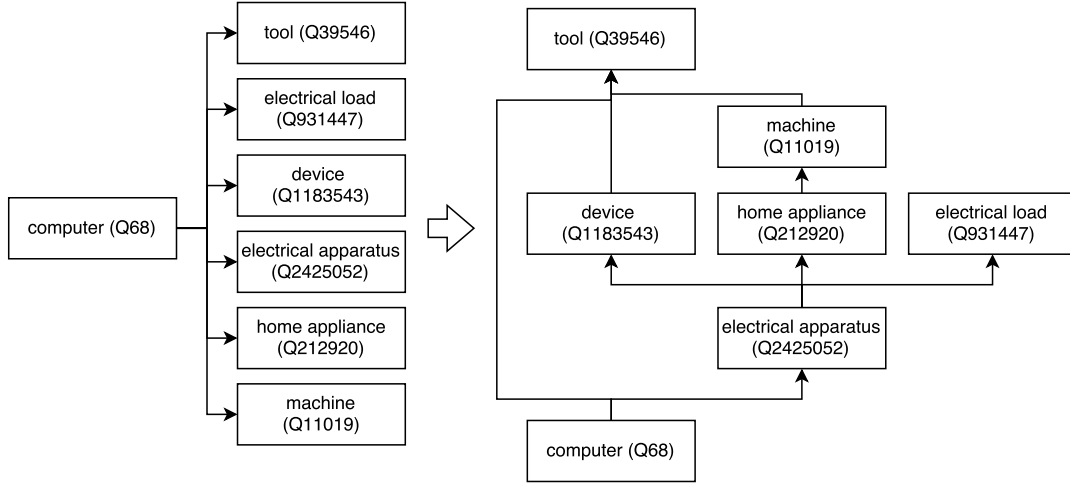 tool (Q39546)
electrical load
(Q931447)
device
(Q1183543)
computer (Q68)
electrical apparatus
(Q2425052)
home appliance
(Q212920)
machine
(Q11019)
tool (Q39546)
machine
(Q11019)
device
(Q1183543)
home appliance
(Q212920)
electrical load
(Q931447)
electrical apparatus
(Q2425052)
computer (Q68)